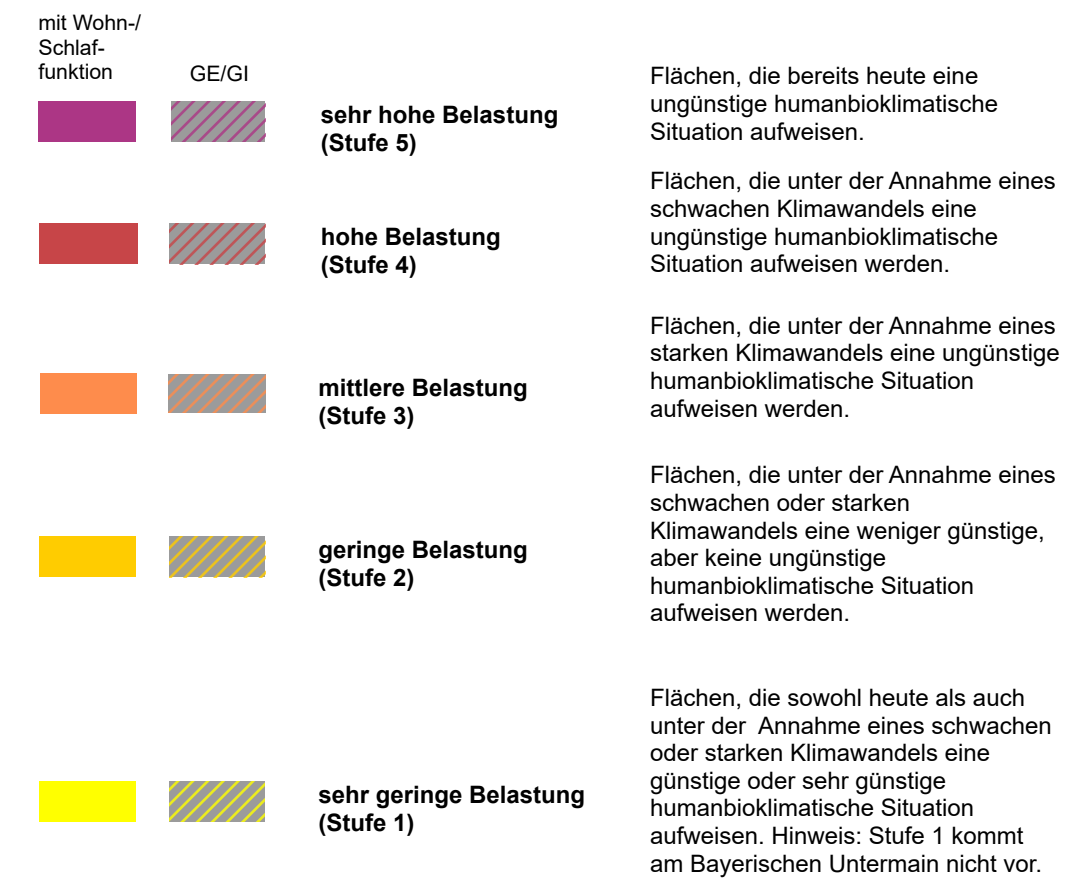 mit Wohn-/
Schlaf-
funktion
GE/GI
sehr hohe Belastung
(Stufe 5)
Flächen, die bereits heute eine
ungünstige humanbioklimatische
Situation aufweisen.
hohe Belastung
(Stufe 4)
Flächen, die unter der Annahme eines
schwachen Klimawandels eine
ungünstige humanbioklimatische
Situation aufweisen werden.
mittlere Belastung
(Stufe 3)
Flächen, die unter der Annahme eines
starken Klimawandels eine ungünstige
humanbioklimatische Situation
aufweisen werden.
geringe Belastung
(Stufe 2)
Flächen, die unter der Annahme eines
schwachen oder starken
Klimawandels eine weniger günstige,
aber keine ungünstige
humanbioklimatische Situation
aufweisen werden.
sehr geringe Belastung
(Stufe 1)
Flächen, die sowohl heute als auch
unter der  Annahme eines schwachen
oder starken Klimawandels eine
günstige oder sehr günstige
humanbioklimatische Situation
aufweisen. Hinweis: Stufe 1 kommt
am Bayerischen Untermain nicht vor.